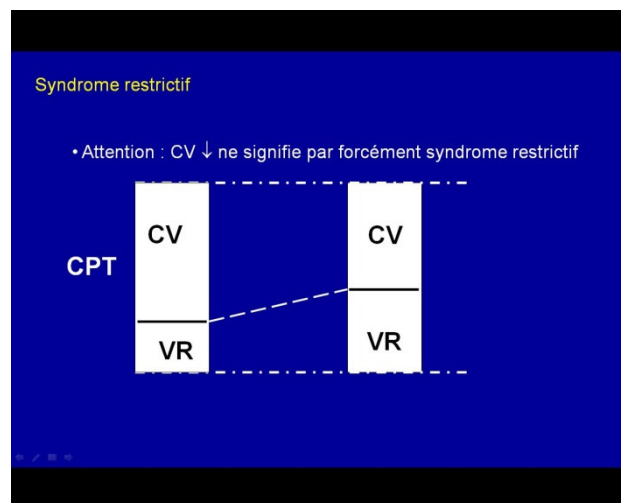 Syndrome restrictif
• Attention : CV ↓ ne signifie par forcément syndrome restrictif
CV
CV
CPT
VR
VR